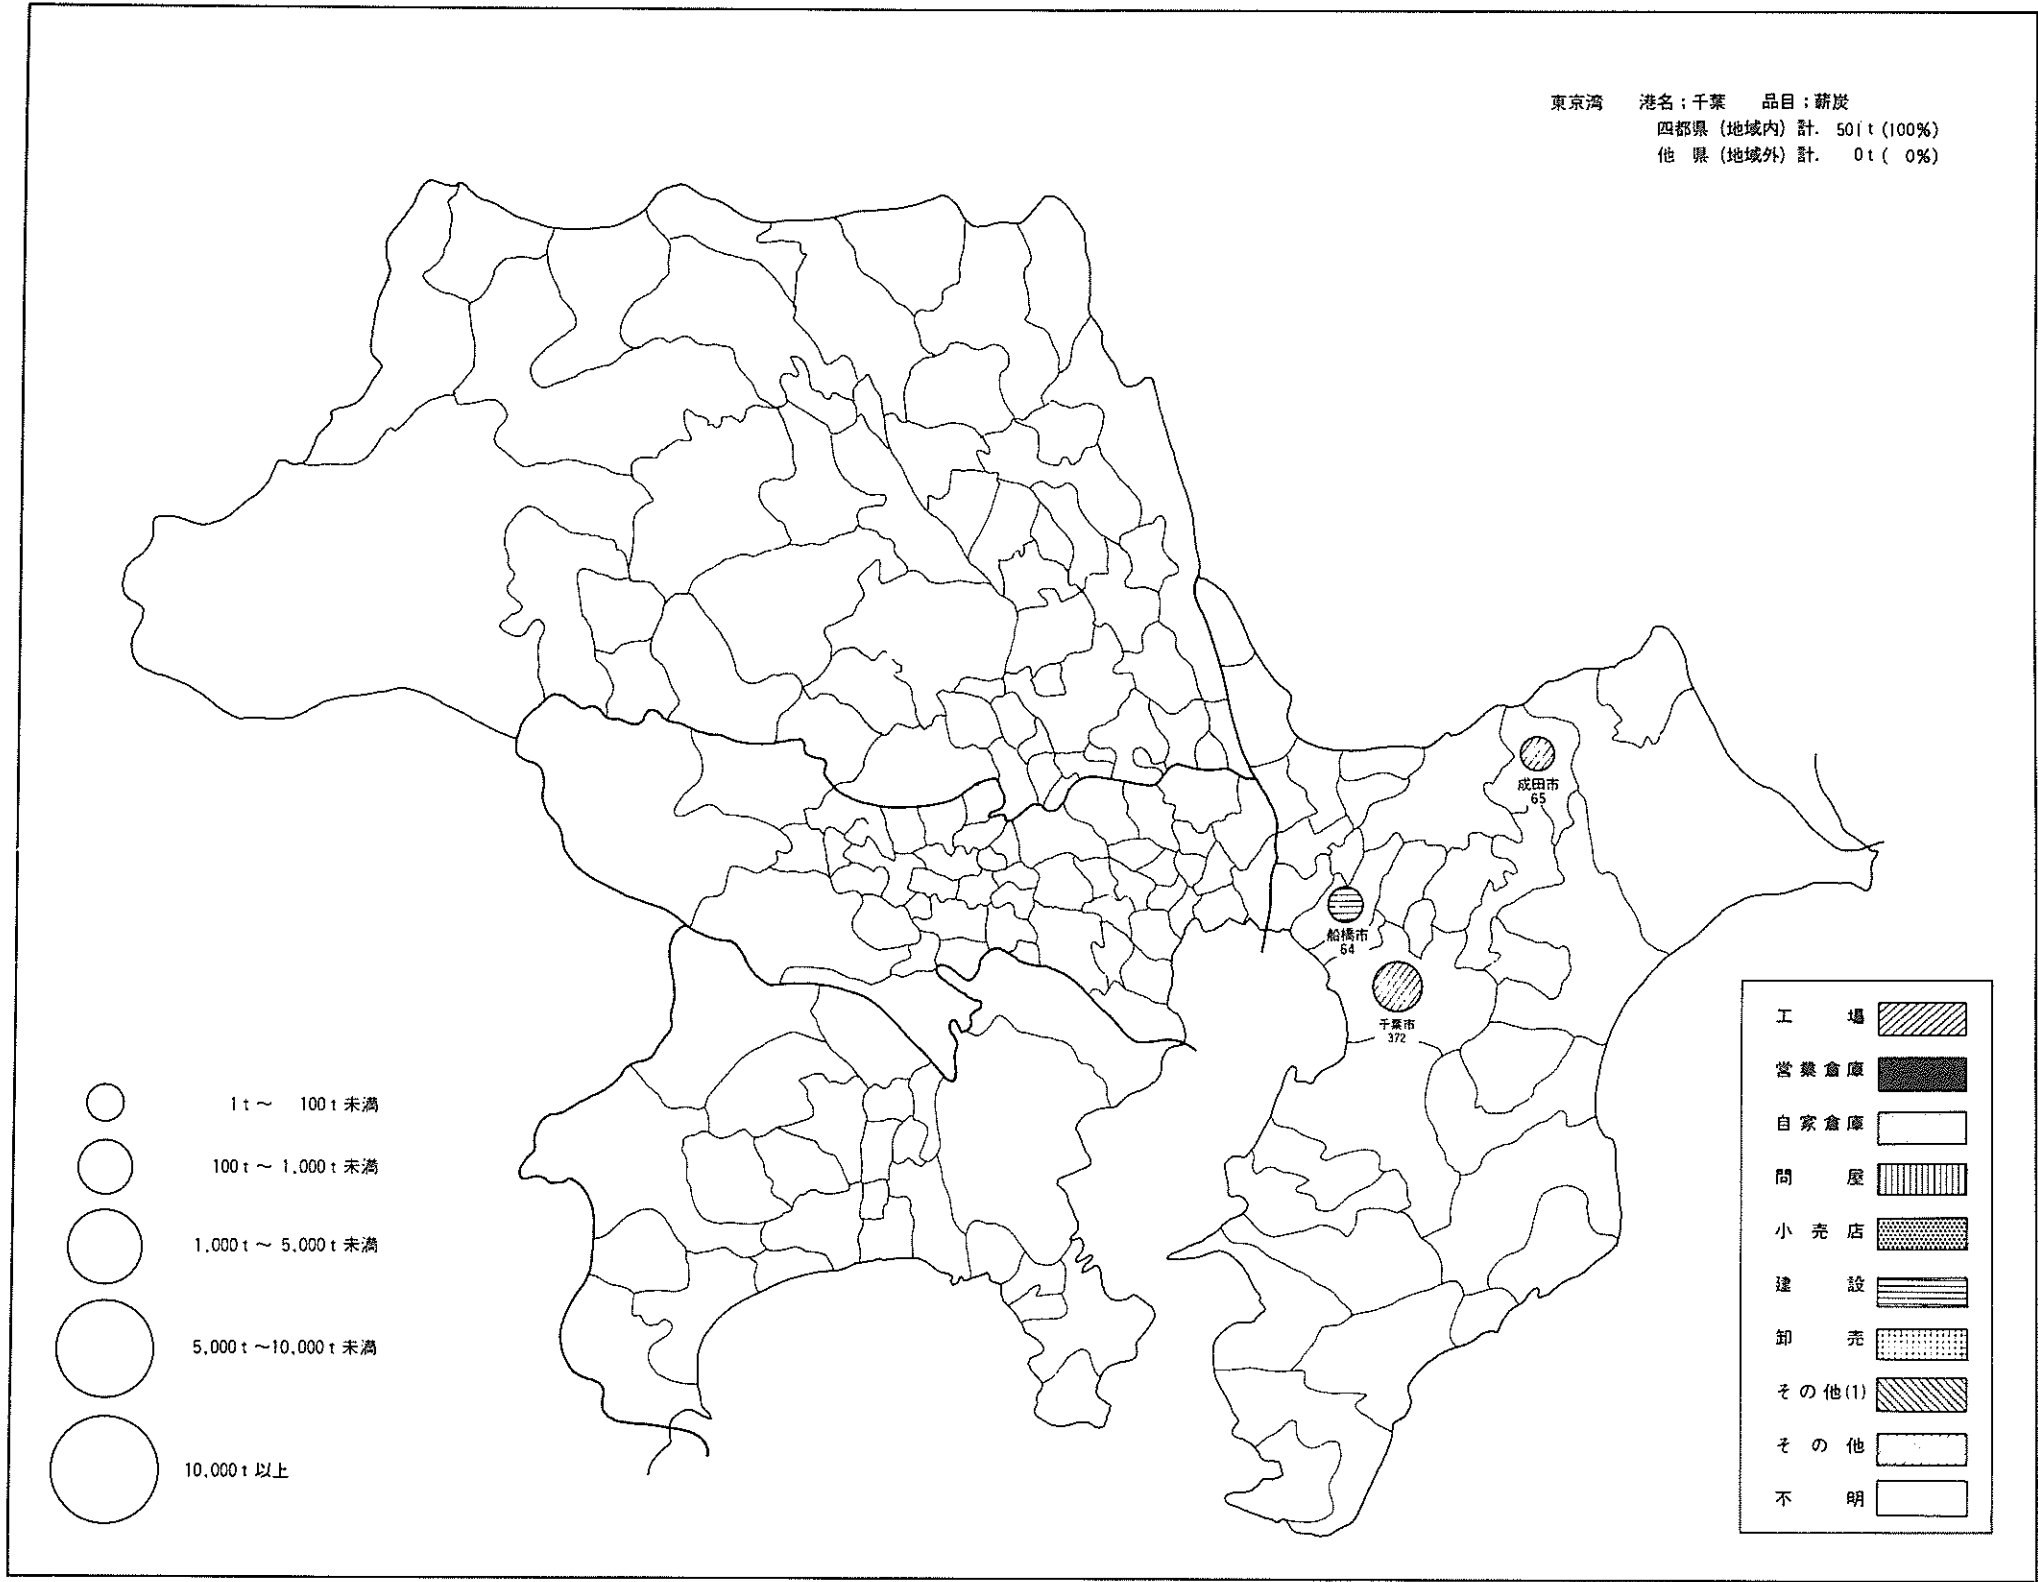 東京湾 港名;千葉 品目;薪炭
四都県(地域内)計. 501t(100%)
他 県(地域外)計. 0t( 0%)
成田市
65
船橋市
64
千葉市
372
1t~ 100t未満
100t~1,000t未満
1,000t~5,000t未満
5,000t~10,000t未満
10,000t以上
工 場
営業倉庫
自家倉庫
問 屋
小売店
建 設
卸 売
その他(1)
その他
不 明